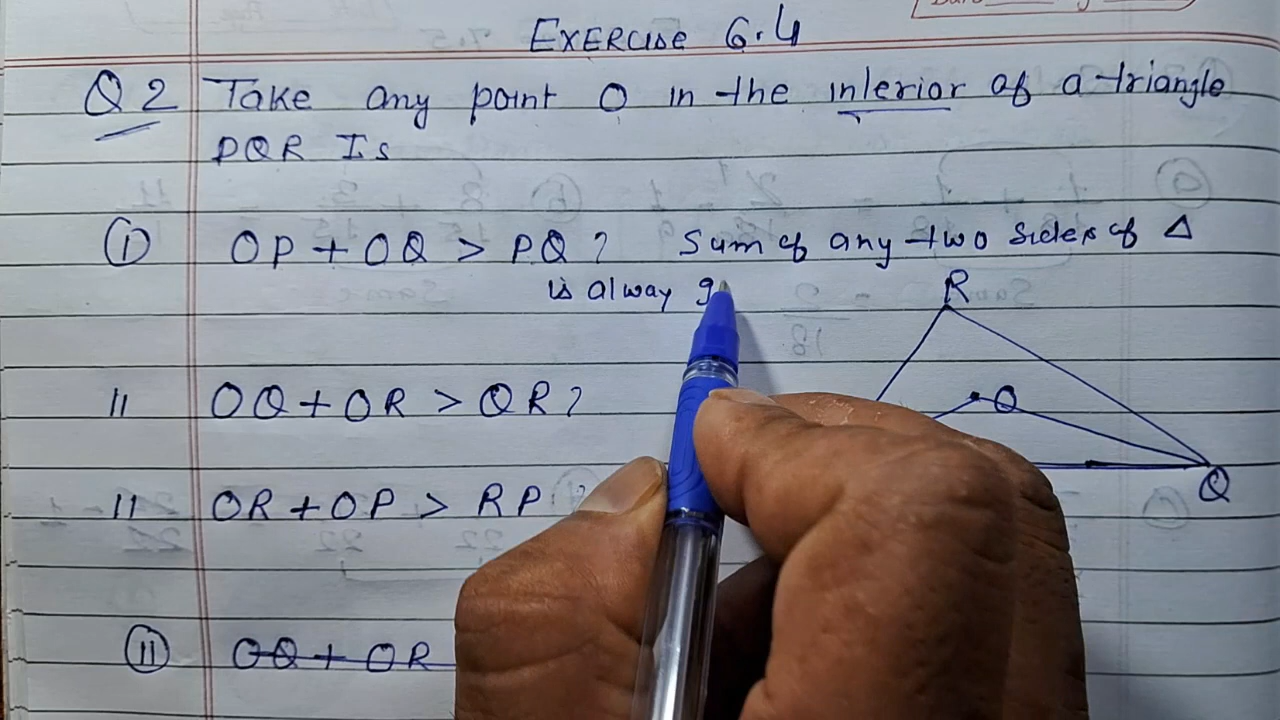 EXERCISE 6.4
Q2 Take any point O in the interior of a triangle
PQR Is
(i) OP + OQ > PQ? Sum of any two sides of Δ
is alway g
R
II OQ + OR > QR?
O
Q
II OR + OP > RP ?
(II) OQ + OR